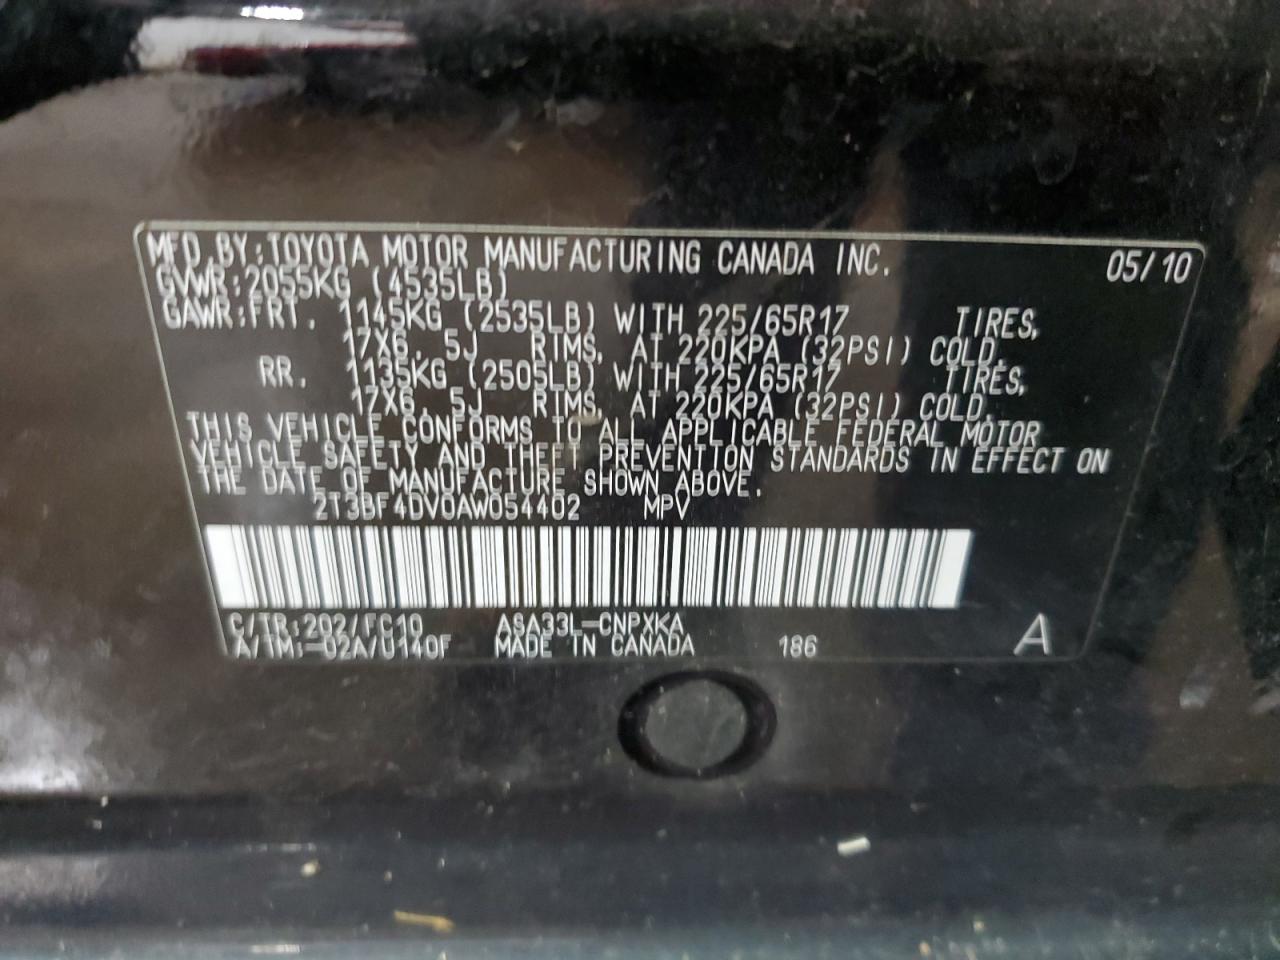 MFD.BY:TOYOTA MOTOR MANUFACTURING CANADA INC. 05/10
GVWR:2055KG (4535LB)
GAWR:FRT. 1145KG (2535LB) WITH 225/65R17 TIRES,
17X6.5J RIMS, AT 220KPA (32PSI) COLD.
RR. 1135KG (2505LB) WITH 225/65R17 TIRES,
17X6.5J RIMS, AT 220KPA (32PSI) COLD.
THIS VEHICLE CONFORMS TO ALL APPLICABLE FEDERAL MOTOR
VEHICLE SAFETY AND THEFT PREVENTION STANDARDS IN EFFECT ON
THE DATE OF MANUFACTURE SHOWN ABOVE.
2T3BF4DV0AW054402 MPV
C/TR:202/FC10 ASA33L-CNPXKA
A/TM:-02A/U140F MADE IN CANADA 186 A